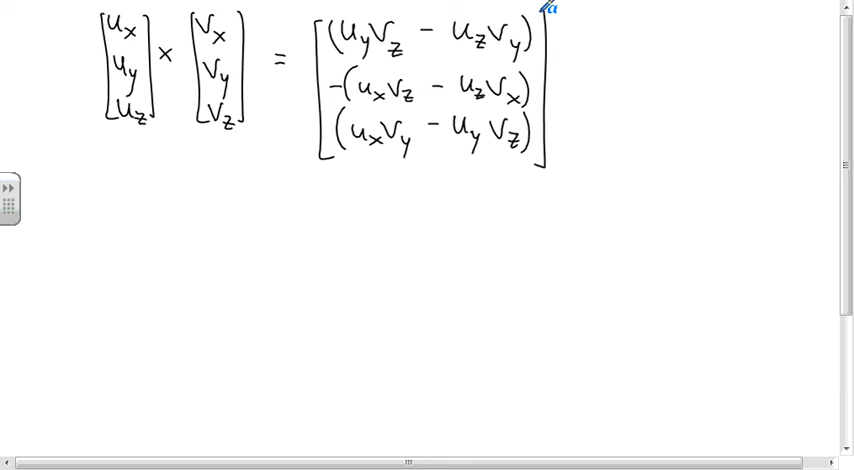 [u_x u_y u_z] × [v_x v_y v_z] = [(u_y v_z − u_z v_y)
−(u_x v_z − u_z v_x)
(u_x v_y − u_y v_z)]